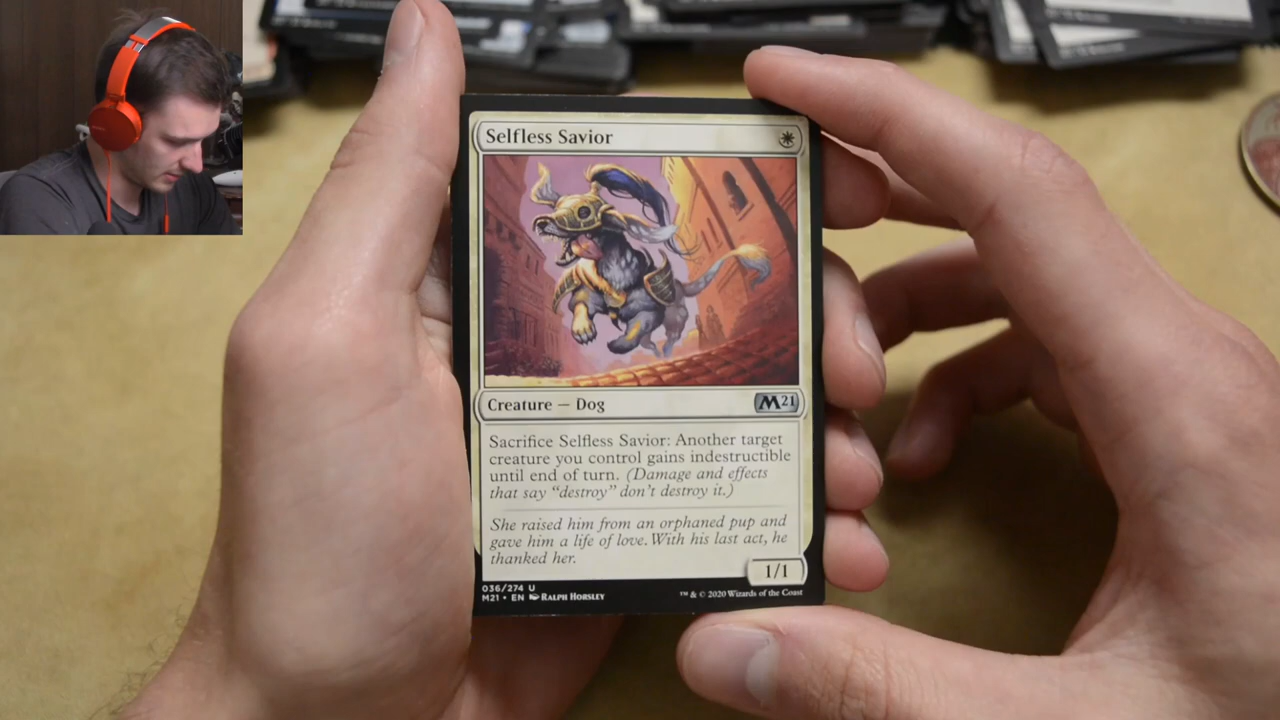 Selfless Savior
Creature — Dog
M21
Sacrifice Selfless Savior: Another target
creature you control gains indestructible
until end of turn. (Damage and effects
that say "destroy" don't destroy it.)
She raised him from an orphaned pup and
gave him a life of love. With his last act, he
thanked her.
1/1
036/274 U
M21 • EN Ralph Horsley
™ & © 2020 Wizards of the Coast